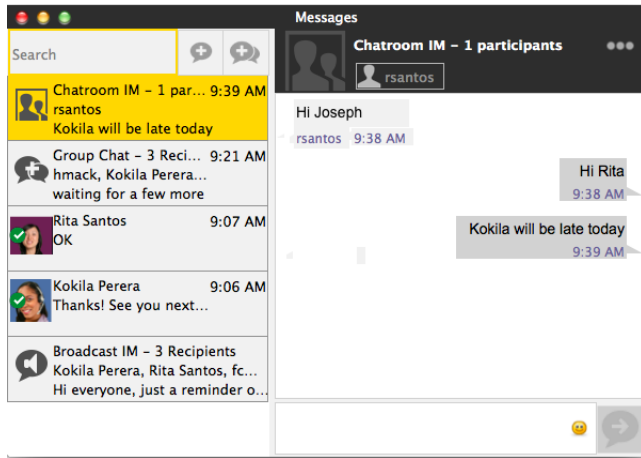 Messages
Search
Chatroom IM – 1 par... 9:39 AM
rsantos
Kokila will be late today
Group Chat – 3 Reci... 9:21 AM
hmack, Kokila Perera...
waiting for a few more
Rita Santos 9:07 AM
OK
Kokila Perera 9:06 AM
Thanks! See you next...
Broadcast IM – 3 Recipients
Kokila Perera, Rita Santos, fc...
Hi everyone, just a reminder o...
Chatroom IM – 1 participants
rsantos
Hi Joseph
rsantos 9:38 AM
Hi Rita
9:38 AM
Kokila will be late today
9:39 AM